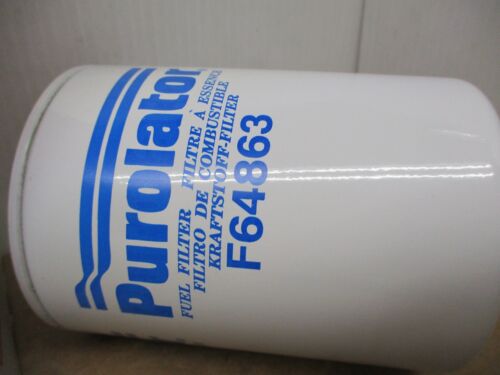 Purolator
FUEL FILTER FILTRE À ESSENCE
FILTRO DE COMBUSTIBLE
KRAFTSTOFF-FILTER
F64863